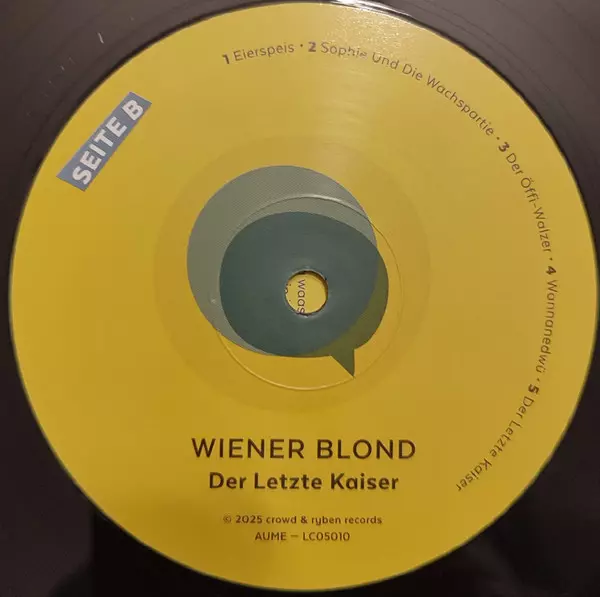 SEITE B
1 Eierspeis · 2 Sophie Und Die Wachspartie · 3 Der Öffi-Walzer · 4 Wannanedwü · 5 Der Letzte Kaiser
waas
WIENER BLOND
Der Letzte Kaiser
© 2025 crowd & ryben records
AUME – LC05010